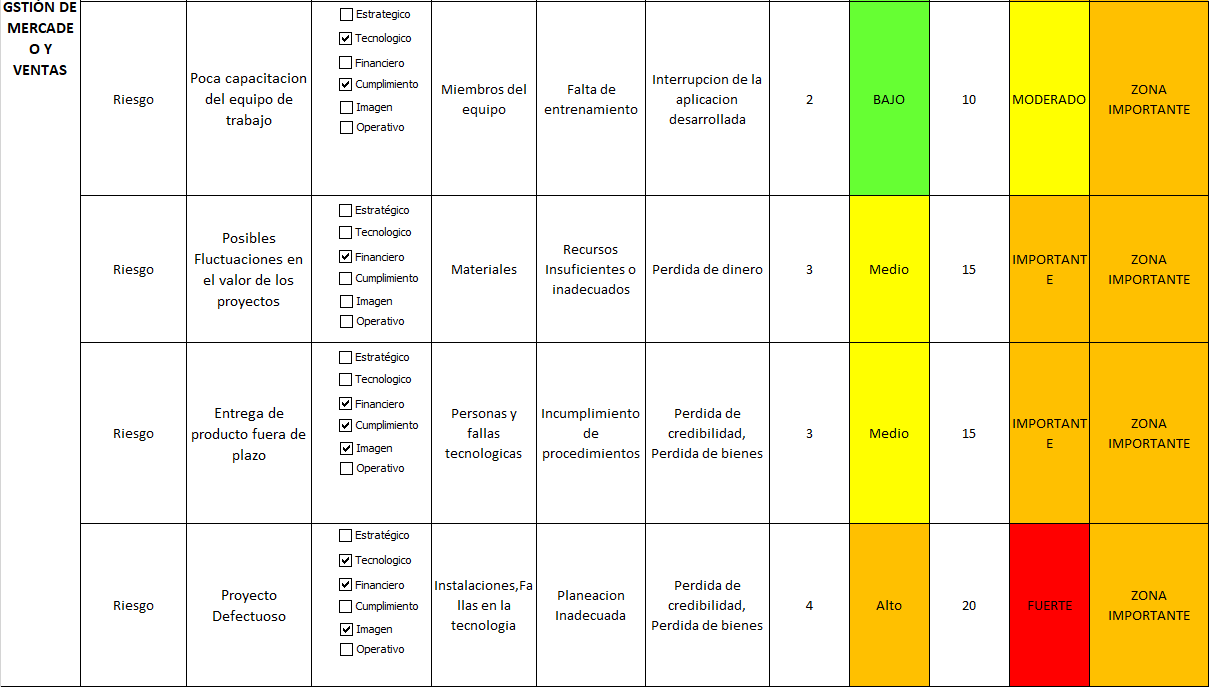 GSTIÓN DE
MERCADE
O Y
VENTAS
Riesgo
Poca capacitacion
del equipo de
trabajo
Estrategico
Tecnologico
Financiero
Cumplimiento
Imagen
Operativo
Miembros del
equipo
Falta de
entrenamiento
Interrupcion de la
aplicacion
desarrollada
2
BAJO
10
MODERADO
ZONA
IMPORTANTE
Riesgo
Posibles
Fluctuaciones en
el valor de los
proyectos
Estratégico
Tecnologico
Financiero
Cumplimiento
Imagen
Operativo
Materiales
Recursos
Insuficientes o
inadecuados
Perdida de dinero
3
Medio
15
IMPORTANT
E
ZONA
IMPORTANTE
Riesgo
Entrega de
producto fuera de
plazo
Estratégico
Tecnologico
Financiero
Cumplimiento
Imagen
Operativo
Personas y
fallas
tecnologicas
Incumplimiento
de
procedimientos
Perdida de
credibilidad,
Perdida de bienes
3
Medio
15
IMPORTANT
E
ZONA
IMPORTANTE
Riesgo
Proyecto
Defectuoso
Estratégico
Tecnologico
Financiero
Cumplimiento
Imagen
Operativo
Instalaciones,Fa
llas en la
tecnologia
Planeacion
Inadecuada
Perdida de
credibilidad,
Perdida de bienes
4
Alto
20
FUERTE
ZONA
IMPORTANTE